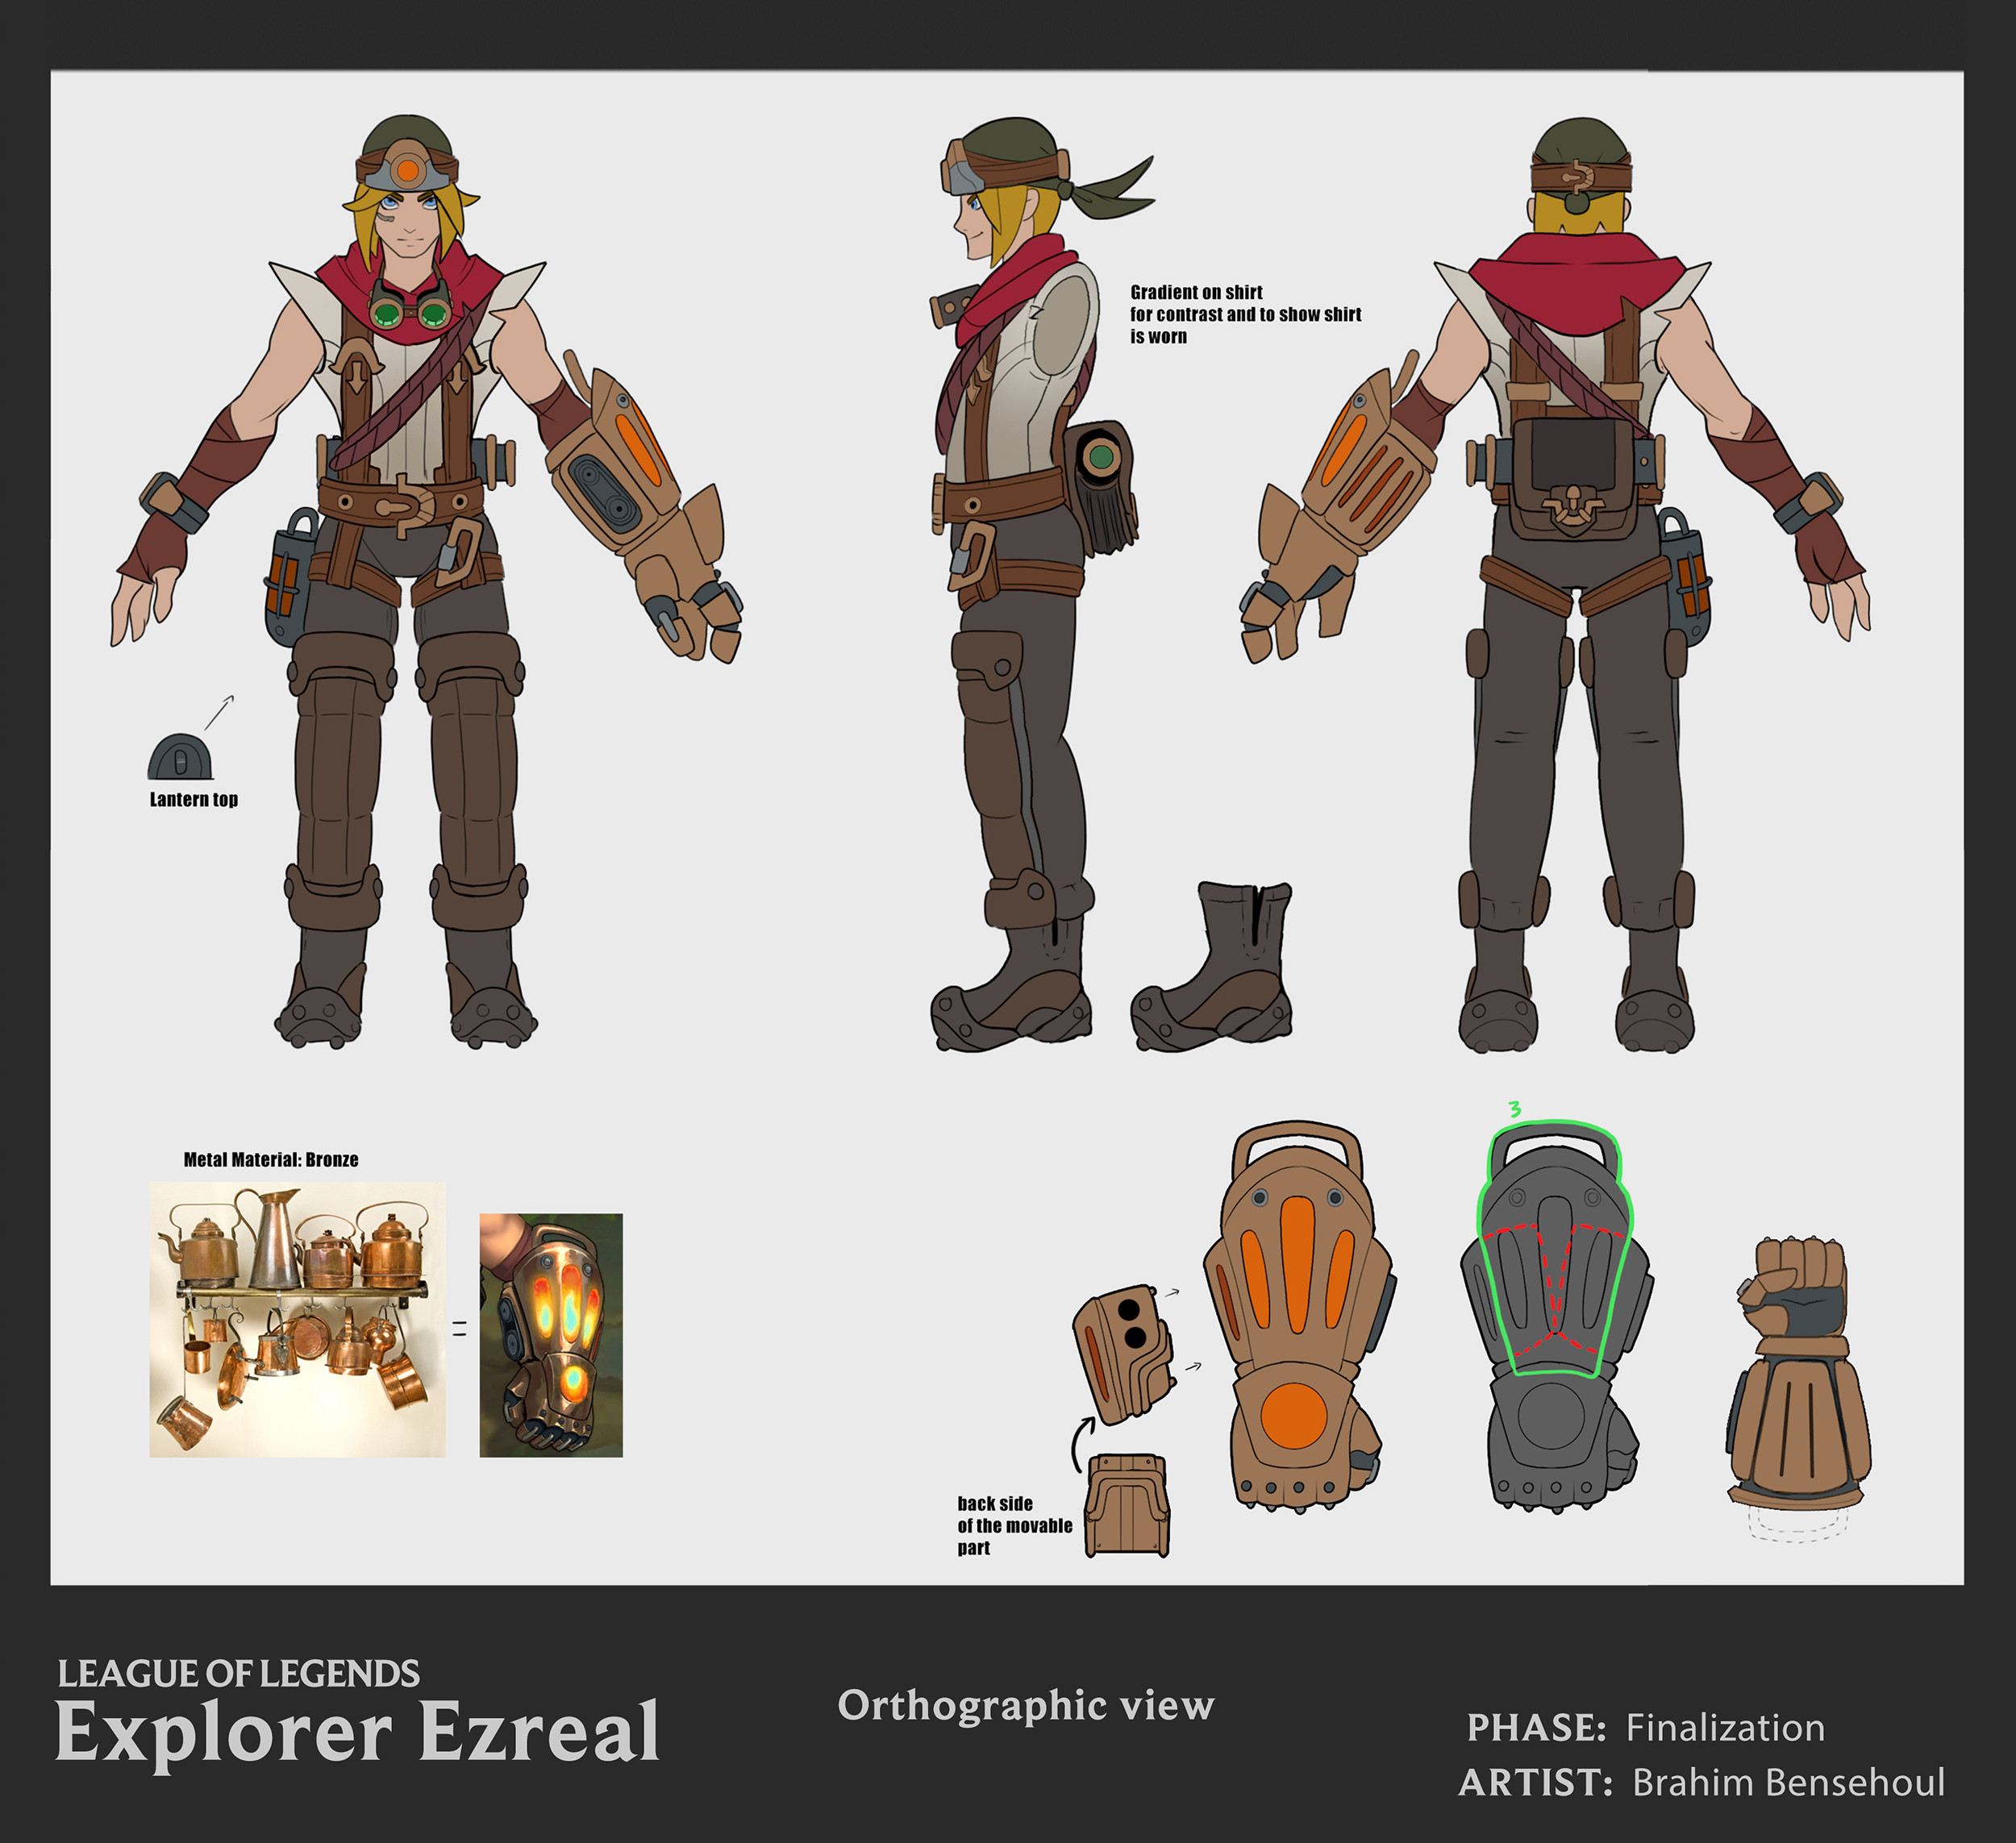 Gradient on shirt
for contrast and to show shirt
is worn
Lantern top
3
Metal Material: Bronze
=
back side
of the movable
part
LEAGUE OF LEGENDS
Explorer Ezreal
Orthographic view
PHASE: Finalization
ARTIST: Brahim Bensehoul